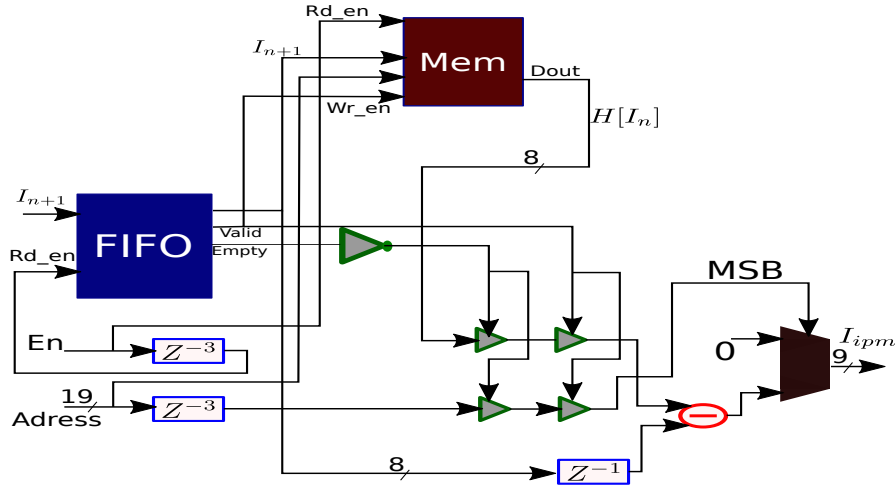 Rd_en
I_{n+1}
Mem
Dout
Wr_en
H[I_n]
8
I_{n+1}
FIFO
Valid
Empty
Rd_en
MSB
En
Z^{-3}
0
I_{ipm}
9
19
Adress
Z^{-3}
8
Z^{-1}